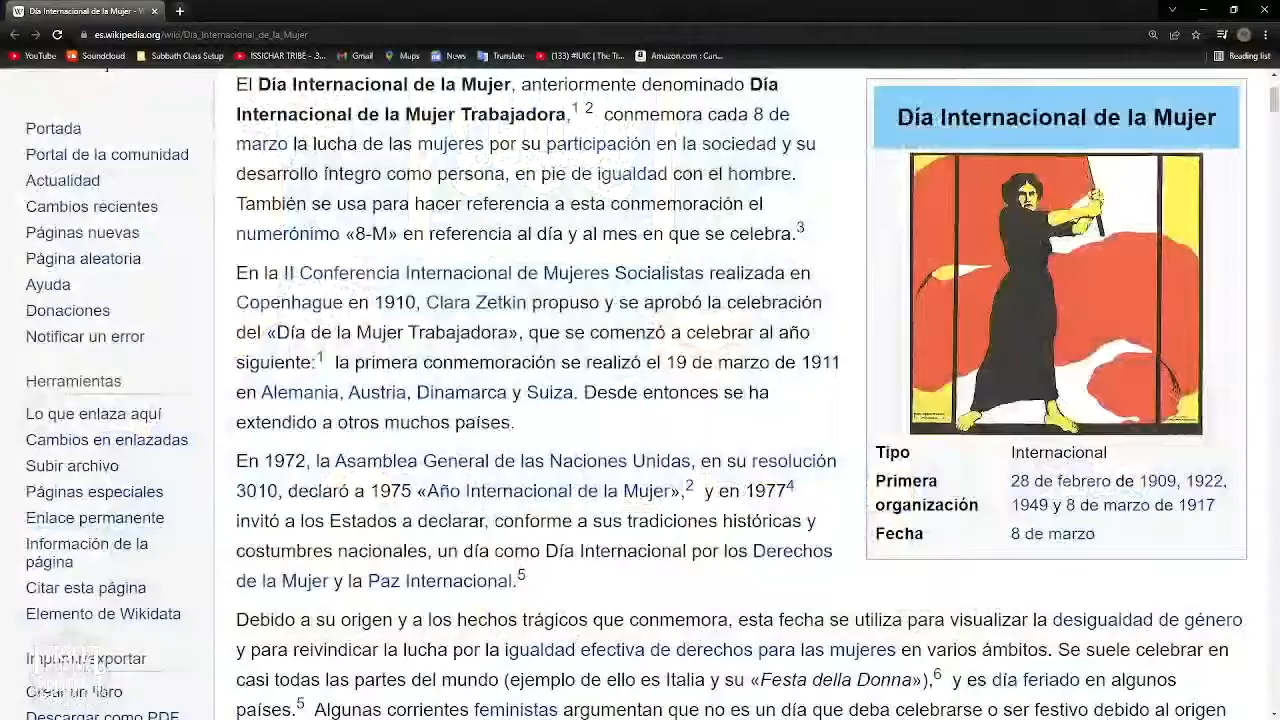 Día Internacional de la Mujer - W
es.wikipedia.org/wiki/Día_Internacional_de_la_Mujer
YouTube
Soundcloud
Sabbath Class Setup
ISSICHAR TRIBE - 3...
Gmail
Maps
News
Translate
(133) #IUIC | The Tr...
Amazon.com : Can...
Reading list
Portada
Portal de la comunidad
Actualidad
Cambios recientes
Páginas nuevas
Página aleatoria
Ayuda
Donaciones
Notificar un error
Herramientas
Lo que enlaza aquí
Cambios en enlazadas
Subir archivo
Páginas especiales
Enlace permanente
Información de la
página
Citar esta página
Elemento de Wikidata
Imprimir/exportar
Crear un libro
Descargar como PDF
El Día Internacional de la Mujer, anteriormente denominado Día
Internacional de la Mujer Trabajadora,1 2 conmemora cada 8 de
marzo la lucha de las mujeres por su participación en la sociedad y su
desarrollo íntegro como persona, en pie de igualdad con el hombre.
También se usa para hacer referencia a esta conmemoración el
numerónimo «8-M» en referencia al día y al mes en que se celebra.3
En la II Conferencia Internacional de Mujeres Socialistas realizada en
Copenhague en 1910, Clara Zetkin propuso y se aprobó la celebración
del «Día de la Mujer Trabajadora», que se comenzó a celebrar al año
siguiente:1 la primera conmemoración se realizó el 19 de marzo de 1911
en Alemania, Austria, Dinamarca y Suiza. Desde entonces se ha
extendido a otros muchos países.
En 1972, la Asamblea General de las Naciones Unidas, en su resolución
3010, declaró a 1975 «Año Internacional de la Mujer»,2 y en 19774
invitó a los Estados a declarar, conforme a sus tradiciones históricas y
costumbres nacionales, un día como Día Internacional por los Derechos
de la Mujer y la Paz Internacional.5
Debido a su origen y a los hechos trágicos que conmemora, esta fecha se utiliza para visualizar la desigualdad de género
y para reivindicar la lucha por la igualdad efectiva de derechos para las mujeres en varios ámbitos. Se suele celebrar en
casi todas las partes del mundo (ejemplo de ello es Italia y su «Festa della Donna»),6 y es día feriado en algunos
países.5 Algunas corrientes feministas argumentan que no es un día que deba celebrarse o ser festivo debido al origen
Día Internacional de la Mujer
Tipo Internacional
Primera 28 de febrero de 1909, 1922,
organización 1949 y 8 de marzo de 1917
Fecha 8 de marzo